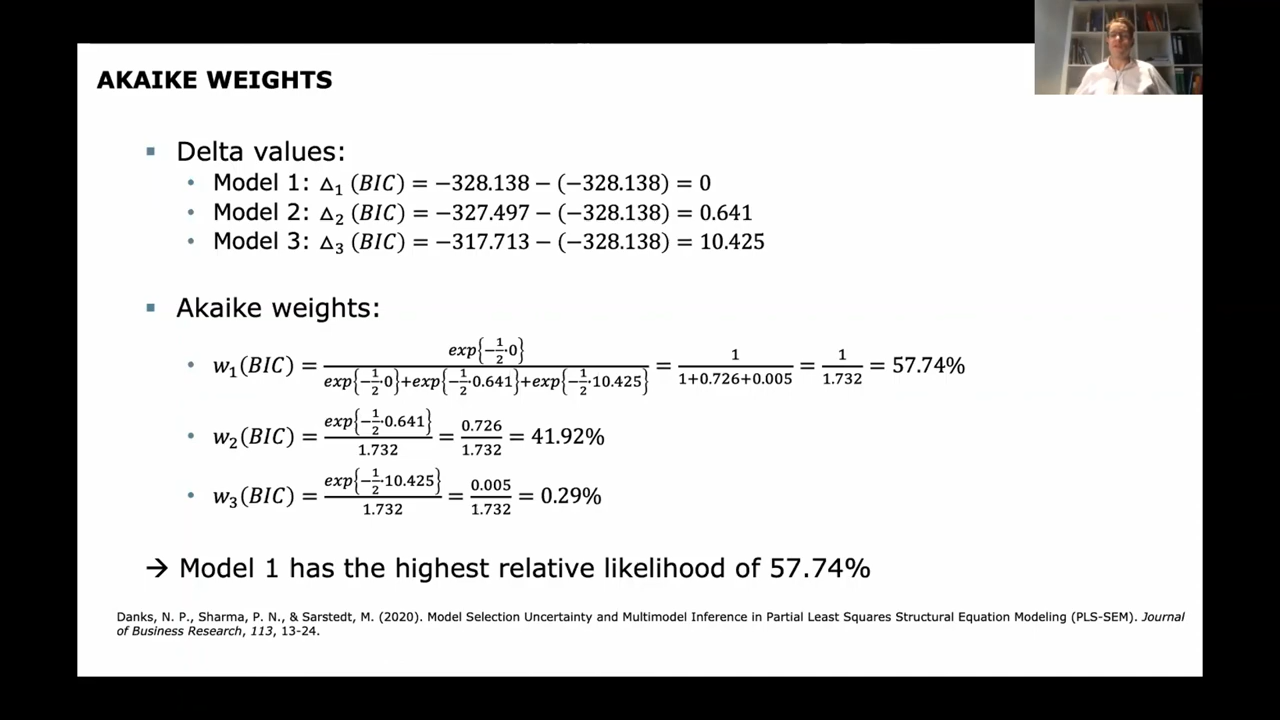 AKAIKE WEIGHTS
▪ Delta values:
• Model 1: △₁ (BIC) = −328.138 − (−328.138) = 0
• Model 2: △₂ (BIC) = −327.497 − (−328.138) = 0.641
• Model 3: △₃ (BIC) = −317.713 − (−328.138) = 10.425
▪ Akaike weights:
• w₁(BIC) = exp{−½·0} / (exp{−½·0}+exp{−½·0.641}+exp{−½·10.425}) = 1 / (1+0.726+0.005) = 1/1.732 = 57.74%
• w₂(BIC) = exp{−½·0.641} / 1.732 = 0.726/1.732 = 41.92%
• w₃(BIC) = exp{−½·10.425} / 1.732 = 0.005/1.732 = 0.29%
→ Model 1 has the highest relative likelihood of 57.74%
Danks, N. P., Sharma, P. N., & Sarstedt, M. (2020). Model Selection Uncertainty and Multimodel Inference in Partial Least Squares Structural Equation Modeling (PLS-SEM). Journal
of Business Research, 113, 13-24.